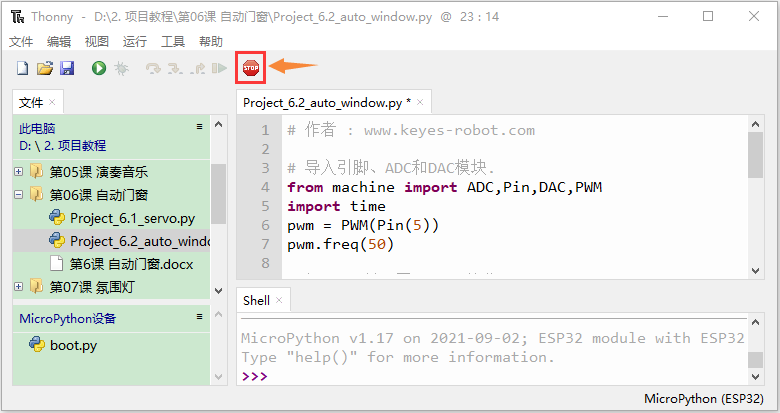 Thonny - D:\2. 项目教程\第06课 自动门窗\Project_6.2_auto_window.py @ 23 : 14
文件 编辑 视图 运行 工具 帮助
STOP
文件 ×
此电脑
D: \ 2. 项目教程
第05课 演奏音乐
第06课 自动门窗
Project_6.1_servo.py
Project_6.2_auto_windo
第6课 自动门窗.docx
第07课 氛围灯
MicroPython设备
boot.py
Project_6.2_auto_window.py * ×
1 # 作者 : www.keyes-robot.com
2
3 # 导入引脚、ADC和DAC模块.
4 from machine import ADC,Pin,DAC,PWM
5 import time
6 pwm = PWM(Pin(5))
7 pwm.freq(50)
8
Shell ×
MicroPython v1.17 on 2021-09-02; ESP32 module with ESP32
Type "help()" for more information.
>>>
MicroPython (ESP32)